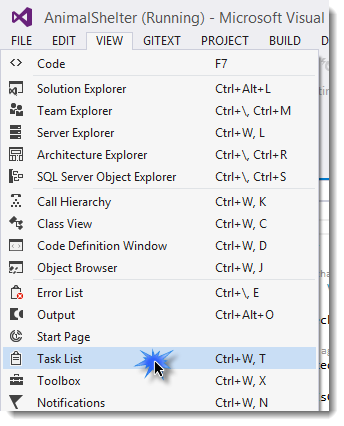 AnimalShelter (Running) - Microsoft Visual
FILE EDIT VIEW GITEXT PROJECT BUILD D
Code F7
Solution Explorer Ctrl+Alt+L
Team Explorer Ctrl+\, Ctrl+M
Server Explorer Ctrl+W, L
Architecture Explorer Ctrl+\, Ctrl+R
SQL Server Object Explorer Ctrl+\, Ctrl+S
Call Hierarchy Ctrl+W, K
Class View Ctrl+W, C
Code Definition Window Ctrl+W, D
Object Browser Ctrl+W, J
Error List Ctrl+\, E
Output Ctrl+Alt+O
Start Page
Task List Ctrl+W, T
Toolbox Ctrl+W, X
Notifications Ctrl+W, N